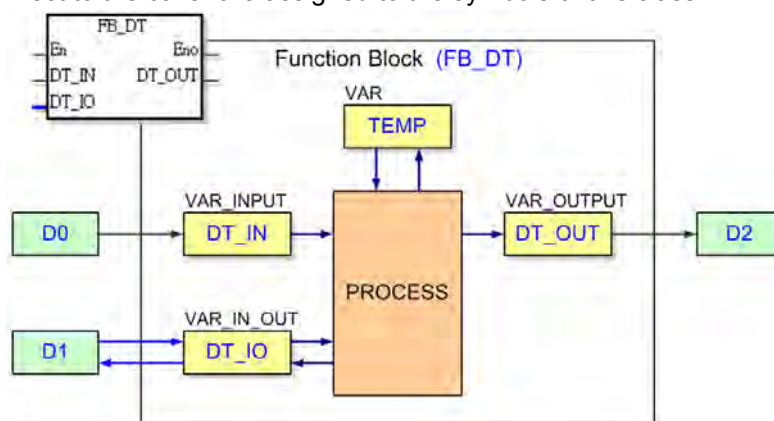 FB_DT
En Eno
DT_IN DT_OUT
DT_IO
Function Block (FB_DT)
VAR
TEMP
VAR_INPUT
VAR_OUTPUT
D0
DT_IN
DT_OUT
D2
PROCESS
VAR_IN_OUT
D1
DT_IO